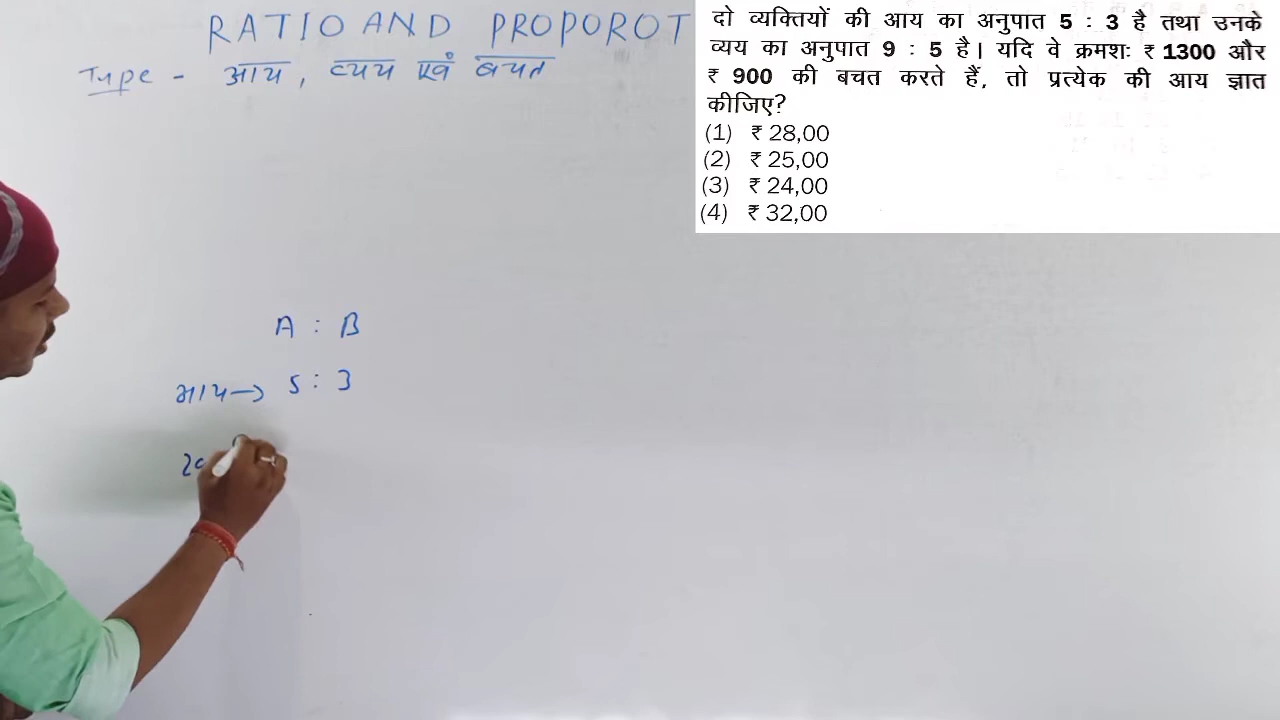 RATIO AND PROPOROT
Type - आय, व्यय एवं बचत
दो व्यक्तियों की आय का अनुपात 5 : 3 है तथा उनके
व्यय का अनुपात 9 : 5 है। यदि वे क्रमशः ₹ 1300 और
₹ 900 की बचत करते हैं, तो प्रत्येक की आय ज्ञात
कीजिए?
(1) ₹ 28,00
(2) ₹ 25,00
(3) ₹ 24,00
(4) ₹ 32,00
A : B
आय → 5 : 3